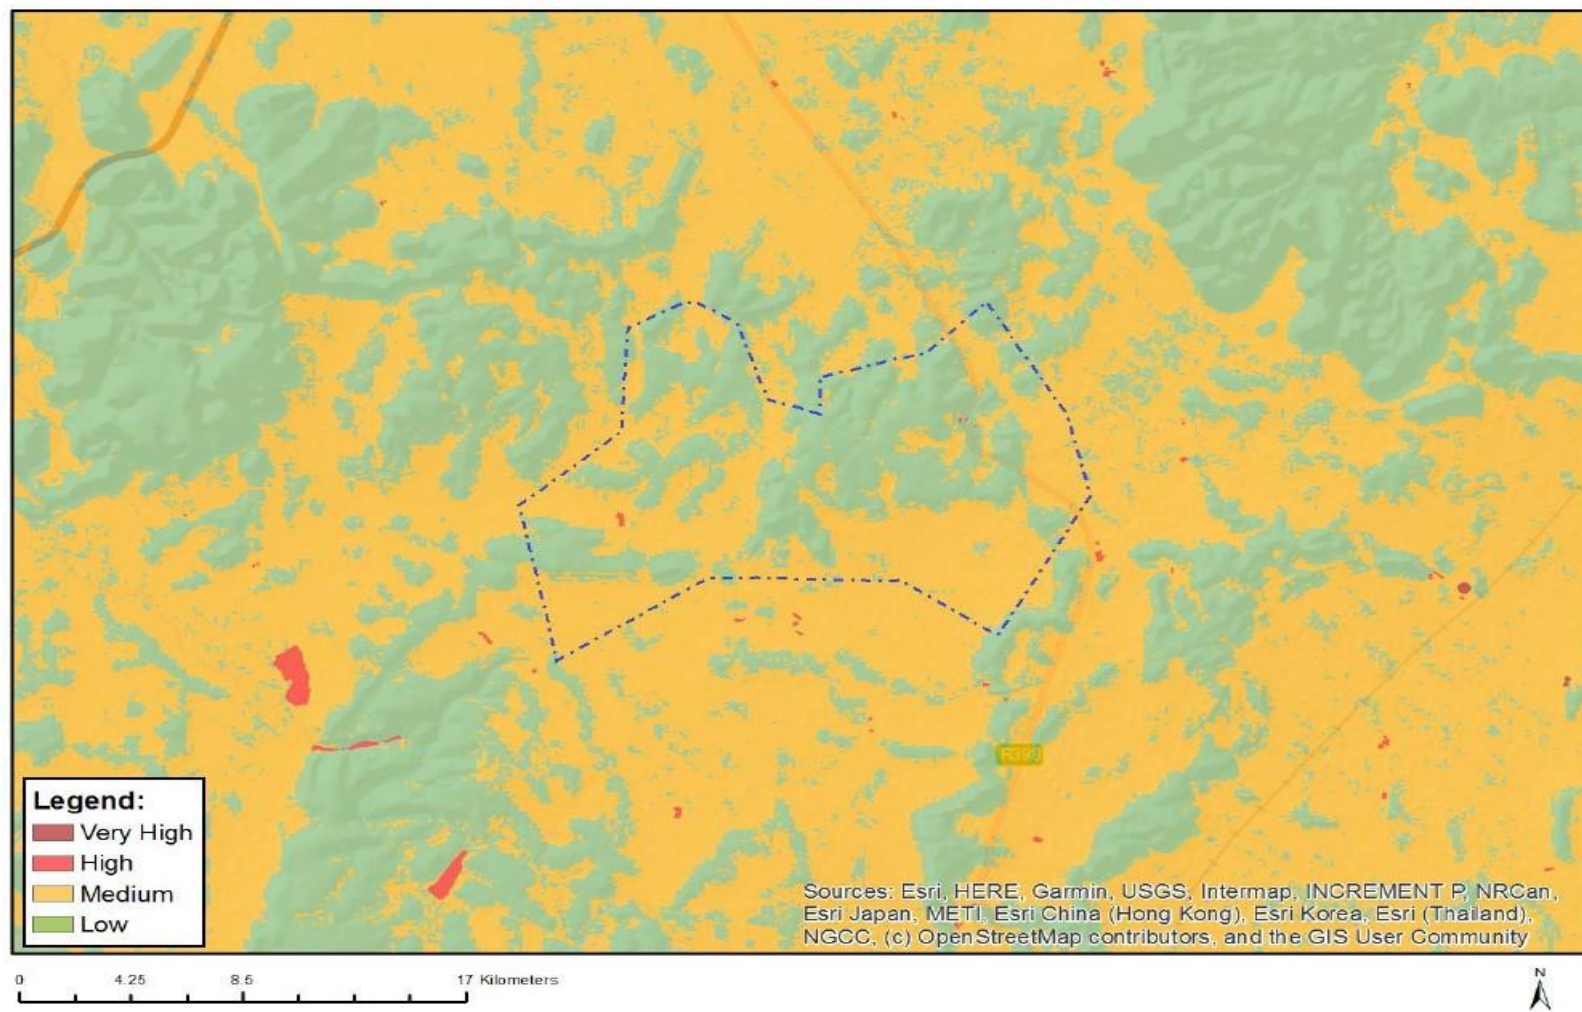 Legend:
Very High
High
Medium
Low
Sources: Esri, HERE, Garmin, USGS, Intermap, INCREMENT P, NRCan,
Esri Japan, METI, Esri China (Hong Kong), Esri Korea, Esri (Thailand),
NGCC, (c) OpenStreetMap contributors, and the GIS User Community
0 4.25 8.5 17 Kilometers
N